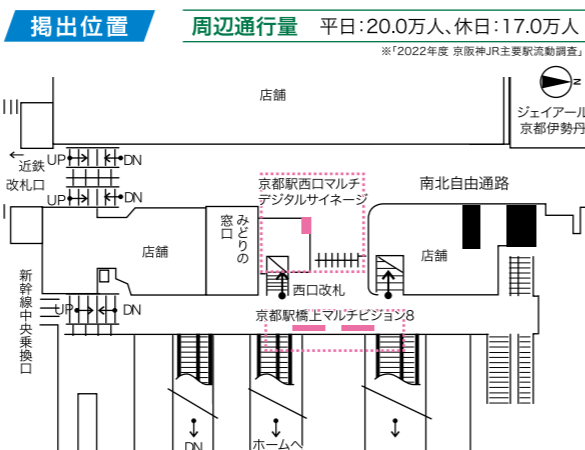 掲出位置
周辺通行量 平日:20.0万人、休日:17.0万人
※「2022年度 京阪神JR主要駅流動調査」
店舗
N
ジェイアール
京都伊勢丹
←近鉄
改札口
UP
DN
UP
DN
京都駅西口マルチ
デジタルサイネージ
南北自由通路
店舗
みどりの
窓口
店舗
西口改札
新幹線中央乗換口
UP
DN
京都駅橋上マルチビジョン8
DN
ホームへ